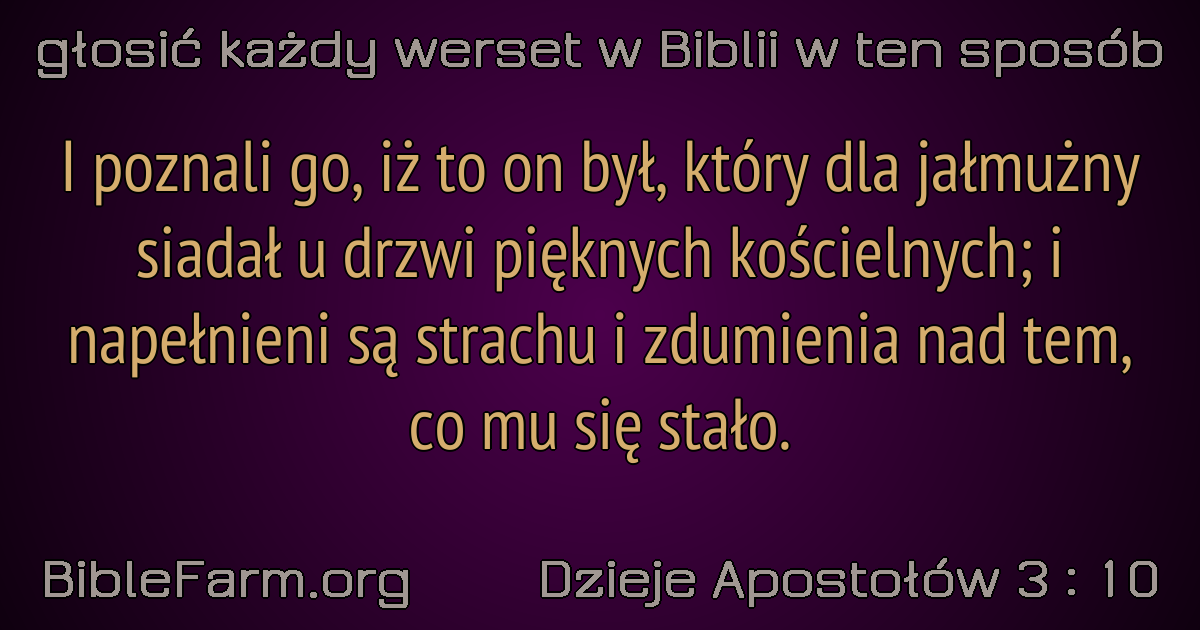 głosić każdy werset w Biblii w ten sposób
I poznali go, iż to on był, który dla jałmużny
siadał u drzwi pięknych kościelnych; i
napełnieni są strachu i zdumienia nad tem,
co mu się stało.
BibleFarm.org
Dzieje Apostołów 3 : 10